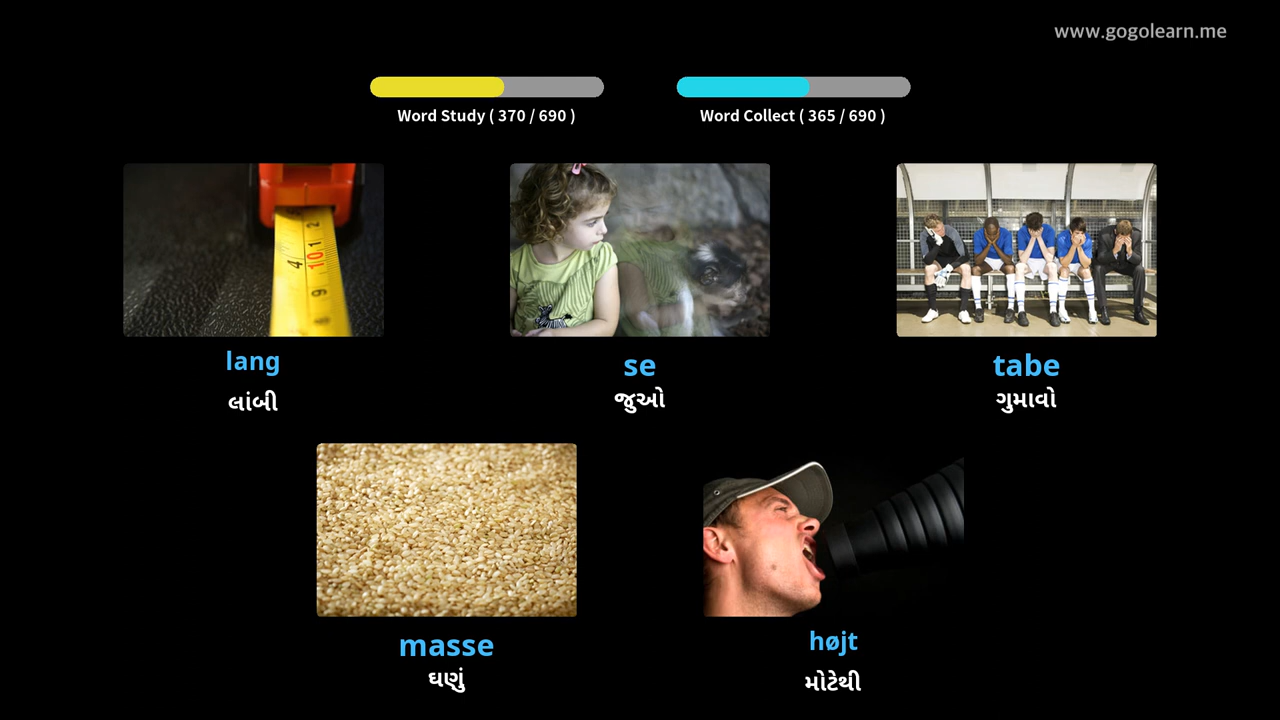 www.gogolearn.me
Word Study ( 370 / 690 )
Word Collect ( 365 / 690 )
lang
લાંબી
se
જુઓ
tabe
ગુમાવો
masse
ઘણું
højt
મોટેથી